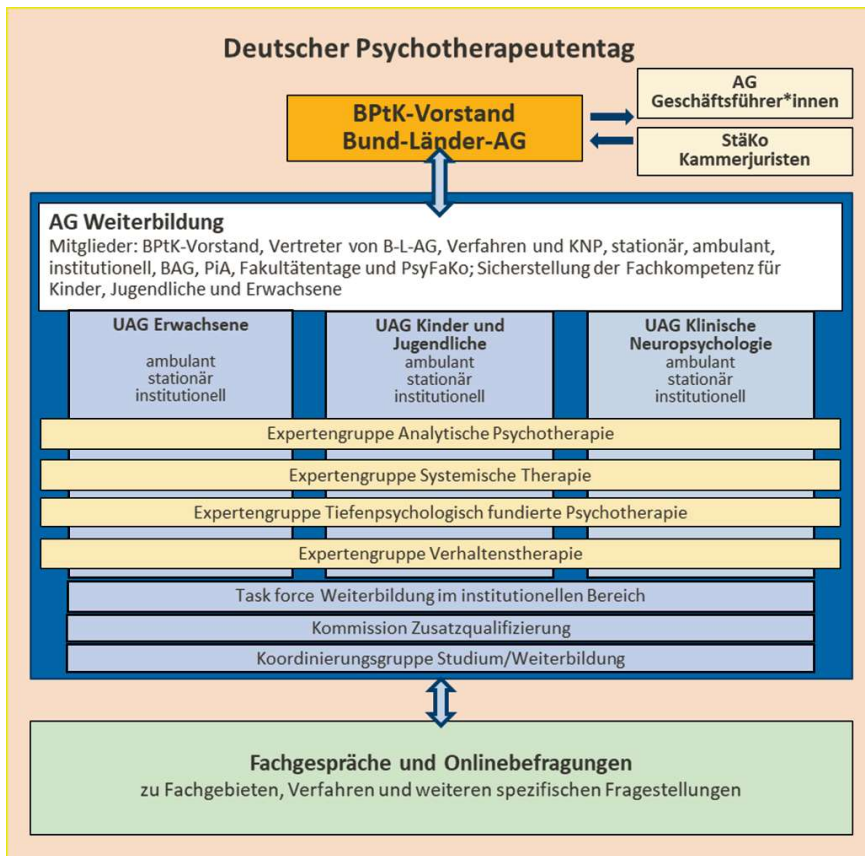 Deutscher Psychotherapeutentag
BPtK-Vorstand
Bund-Länder-AG
AG
Geschäftsführer*innen
StäKo
Kammerjuristen
AG Weiterbildung
Mitglieder: BPtK-Vorstand, Vertreter von B-L-AG, Verfahren und KNP, stationär, ambulant,
institutionell, BAG, PiA, Fakultätentage und PsyFaKo; Sicherstellung der Fachkompetenz für
Kinder, Jugendliche und Erwachsene
UAG Erwachsene
ambulant
stationär
institutionell
UAG Kinder und
Jugendliche
ambulant
stationär
institutionell
UAG Klinische
Neuropsychologie
ambulant
stationär
institutionell
Expertengruppe Analytische Psychotherapie
Expertengruppe Systemische Therapie
Expertengruppe Tiefenpsychologisch fundierte Psychotherapie
Expertengruppe Verhaltenstherapie
Task force Weiterbildung im institutionellen Bereich
Kommission Zusatzqualifizierung
Koordinierungsgruppe Studium/Weiterbildung
Fachgespräche und Onlinebefragungen
zu Fachgebieten, Verfahren und weiteren spezifischen Fragestellungen